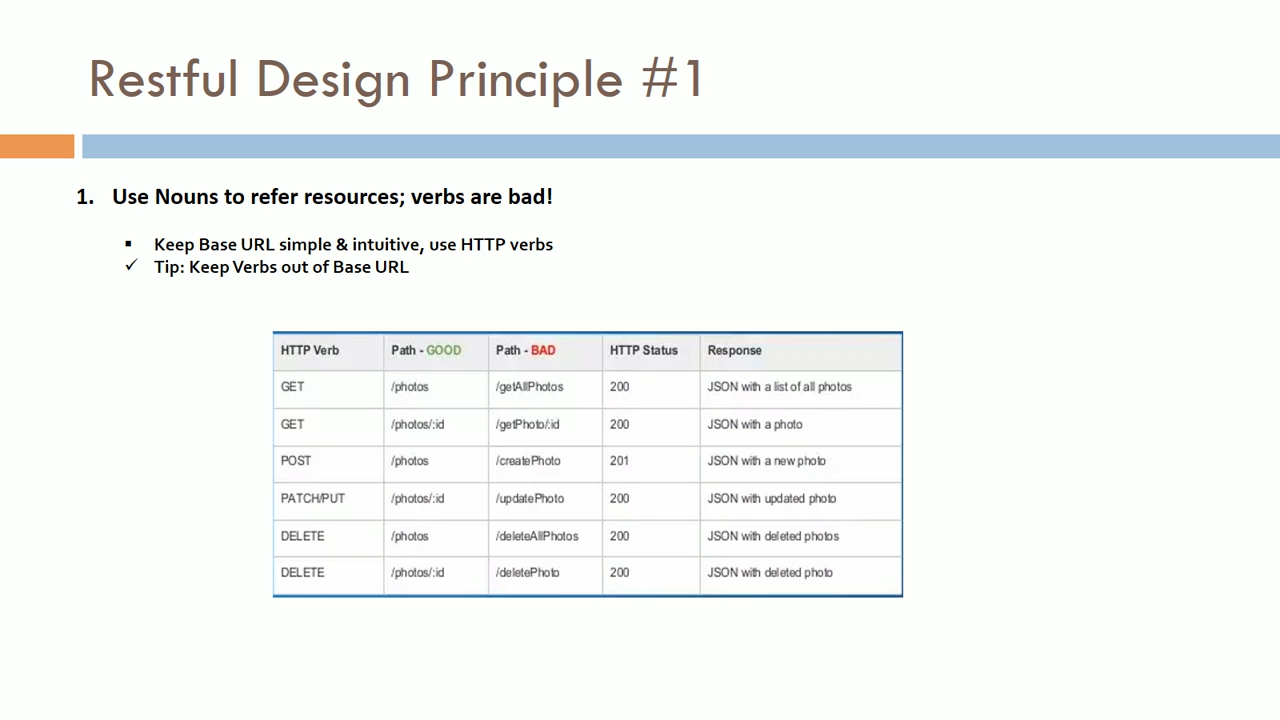 Restful Design Principle #1
1. Use Nouns to refer resources; verbs are bad!
▪ Keep Base URL simple & intuitive, use HTTP verbs
✓ Tip: Keep Verbs out of Base URL
HTTP Verb Path - GOOD Path - BAD HTTP Status Response
GET /photos /getAllPhotos 200 JSON with a list of all photos
GET /photos/:id /getPhoto/:id 200 JSON with a photo
POST /photos /createPhoto 201 JSON with a new photo
PATCH/PUT /photos/:id /updatePhoto 200 JSON with updated photo
DELETE /photos /deleteAllPhotos 200 JSON with deleted photos
DELETE /photos/:id /deletePhoto 200 JSON with deleted photo